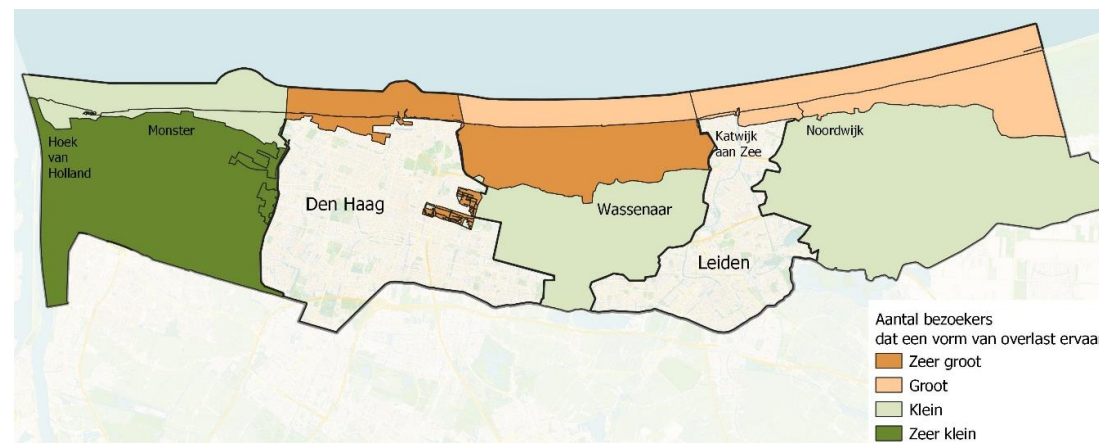 Hoek
van
Holland
Monster
Den Haag
Wassenaar
Katwijk
aan Zee
Noordwijk
Leiden
Aantal bezoekers
dat een vorm van overlast ervaa
Zeer groot
Groot
Klein
Zeer klein